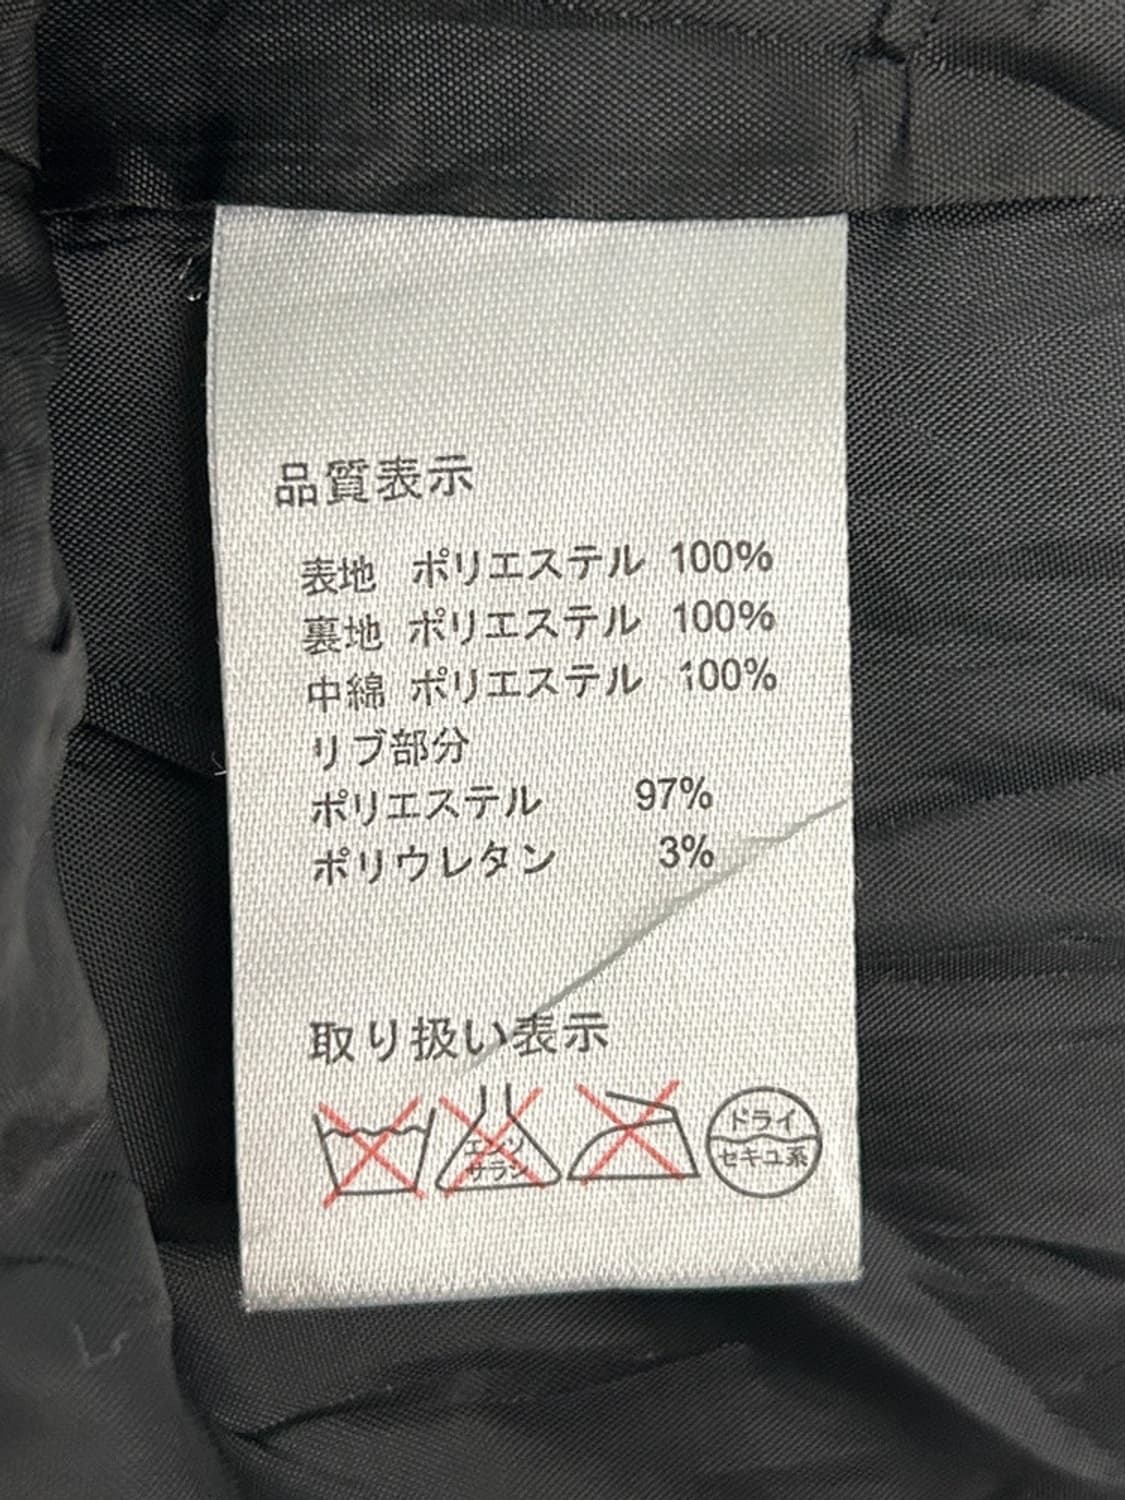 品質表示
表地 ポリエステル 100%
裏地 ポリエステル 100%
中綿 ポリエステル 100%
リブ部分
ポリエステル 97%
ポリウレタン 3%
取り扱い表示
エンソ
サラシ
ドライ
セキユ系